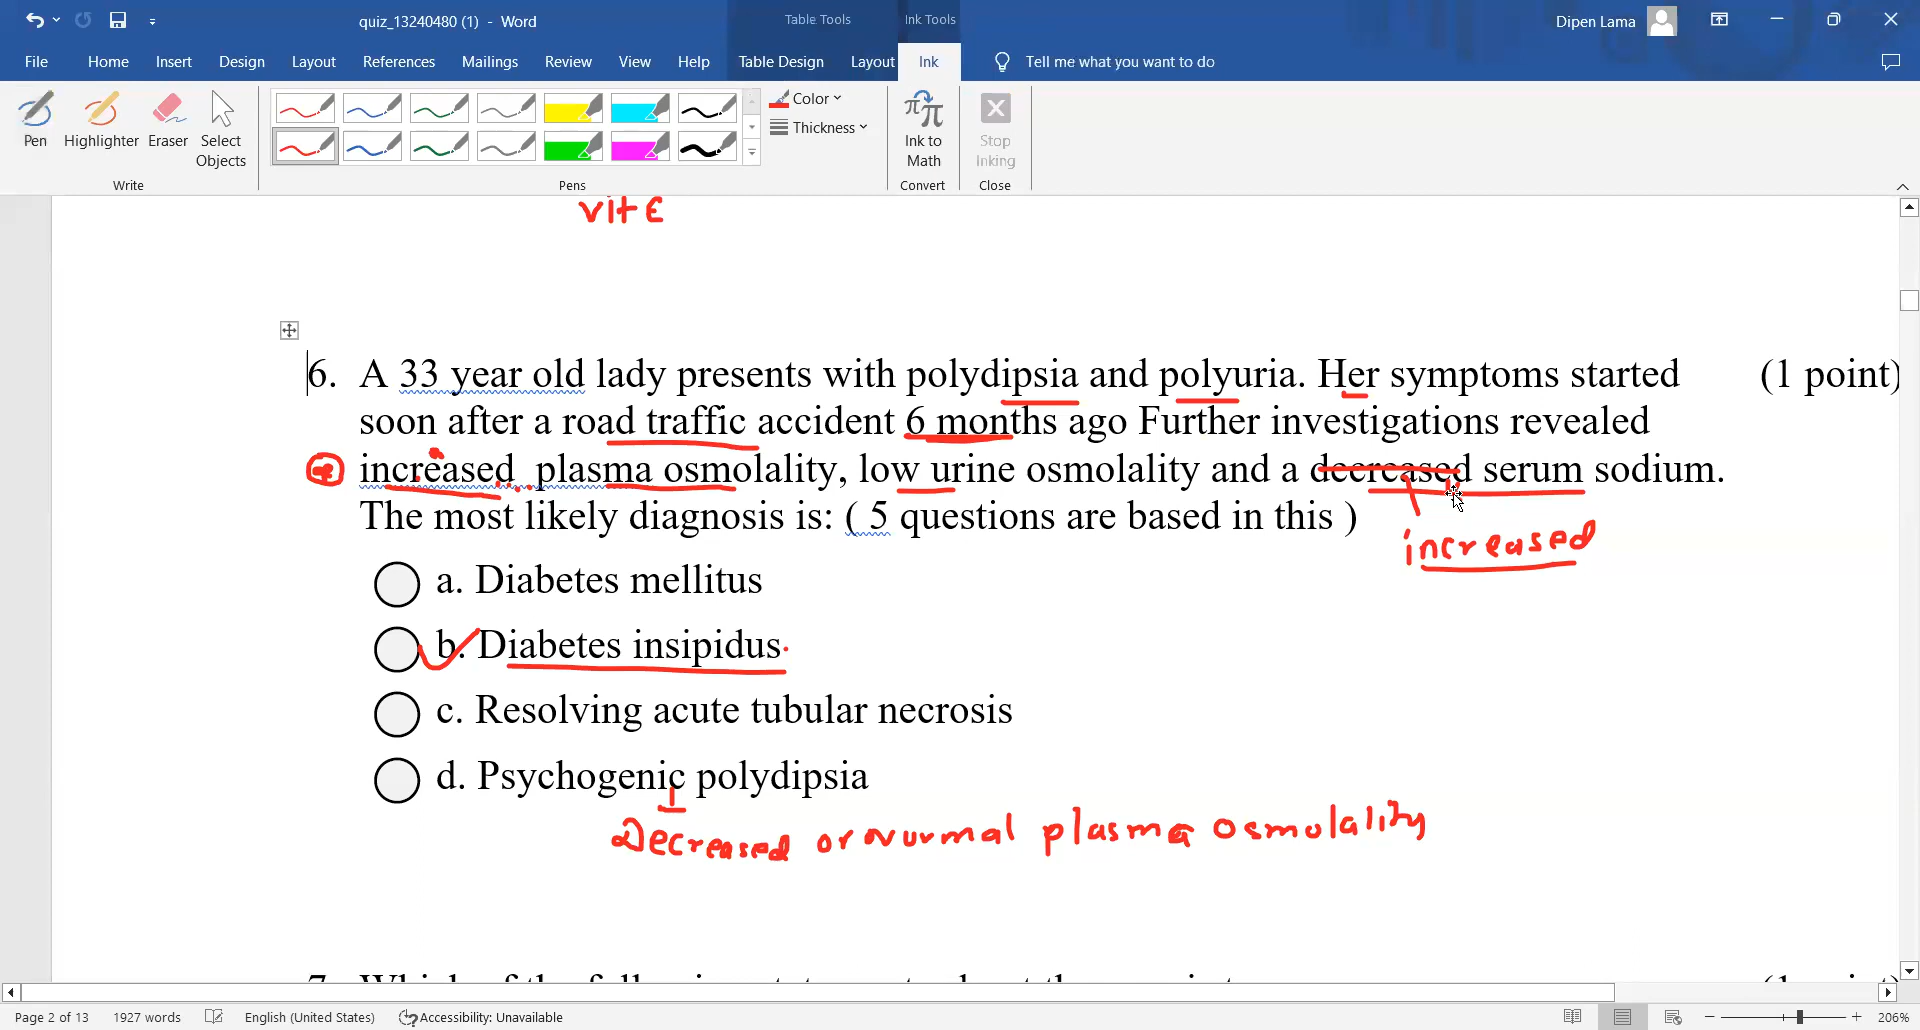 quiz_13240480 (1) - Word
Table Tools
Ink Tools
Dipen Lama
File Home Insert Design Layout References Mailings Review View Help Table Design Layout Ink Tell me what you want to do
Pen Highlighter Eraser Select Objects
Color
Thickness
Ink to Math
Stop Inking
Write Pens Convert Close
vit E
6. A 33 year old lady presents with polydipsia and polyuria. Her symptoms started (1 point)
soon after a road traffic accident 6 months ago Further investigations revealed
increased plasma osmolality, low urine osmolality and a decreased serum sodium.
The most likely diagnosis is: ( 5 questions are based in this )
increased
a. Diabetes mellitus
b. Diabetes insipidus
c. Resolving acute tubular necrosis
d. Psychogenic polydipsia
Decreased or Nurmal plasma osmolality
Page 2 of 13 1927 words English (United States) Accessibility: Unavailable 206%